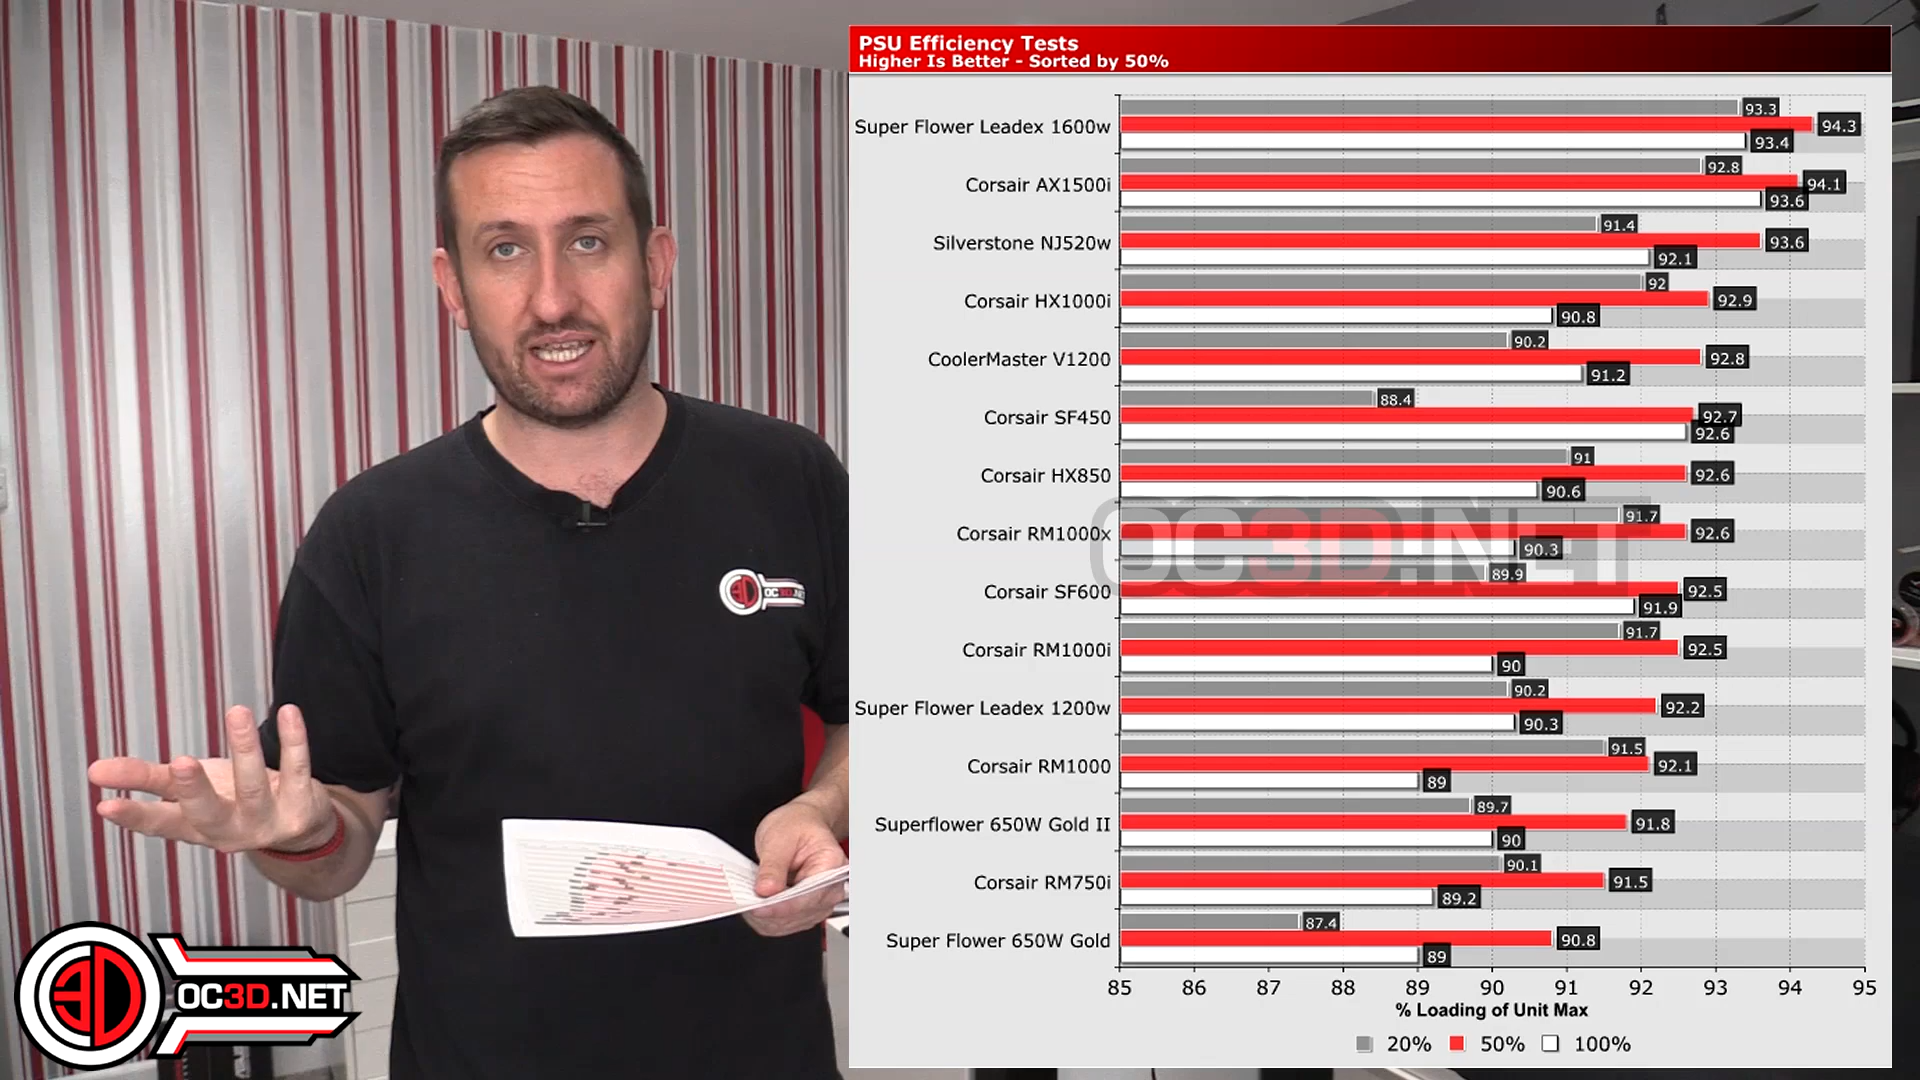 PSU Efficiency Tests
Higher Is Better - Sorted by 50%
Super Flower Leadex 1600w
93.3
94.3
93.4
Corsair AX1500i
92.8
94.1
93.6
Silverstone NJ520w
91.4
93.6
92.1
Corsair HX1000i
92
92.9
90.8
CoolerMaster V1200
90.2
92.8
91.2
Corsair SF450
88.4
92.7
92.6
Corsair HX850
91
92.6
90.6
Corsair RM1000x
91.7
92.6
90.3
OC3D.NET
Corsair SF600
89.9
92.5
91.9
Corsair RM1000i
91.7
92.5
90
Super Flower Leadex 1200w
90.2
92.2
90.3
Corsair RM1000
91.5
92.1
89
Superflower 650W Gold II
89.7
91.8
90
Corsair RM750i
90.1
91.5
89.2
Super Flower 650W Gold
87.4
90.8
89
85 86 87 88 89 90 91 92 93 94 95
% Loading of Unit Max
20% 50% 100%
OC3D.NET
3D OC3D.NET